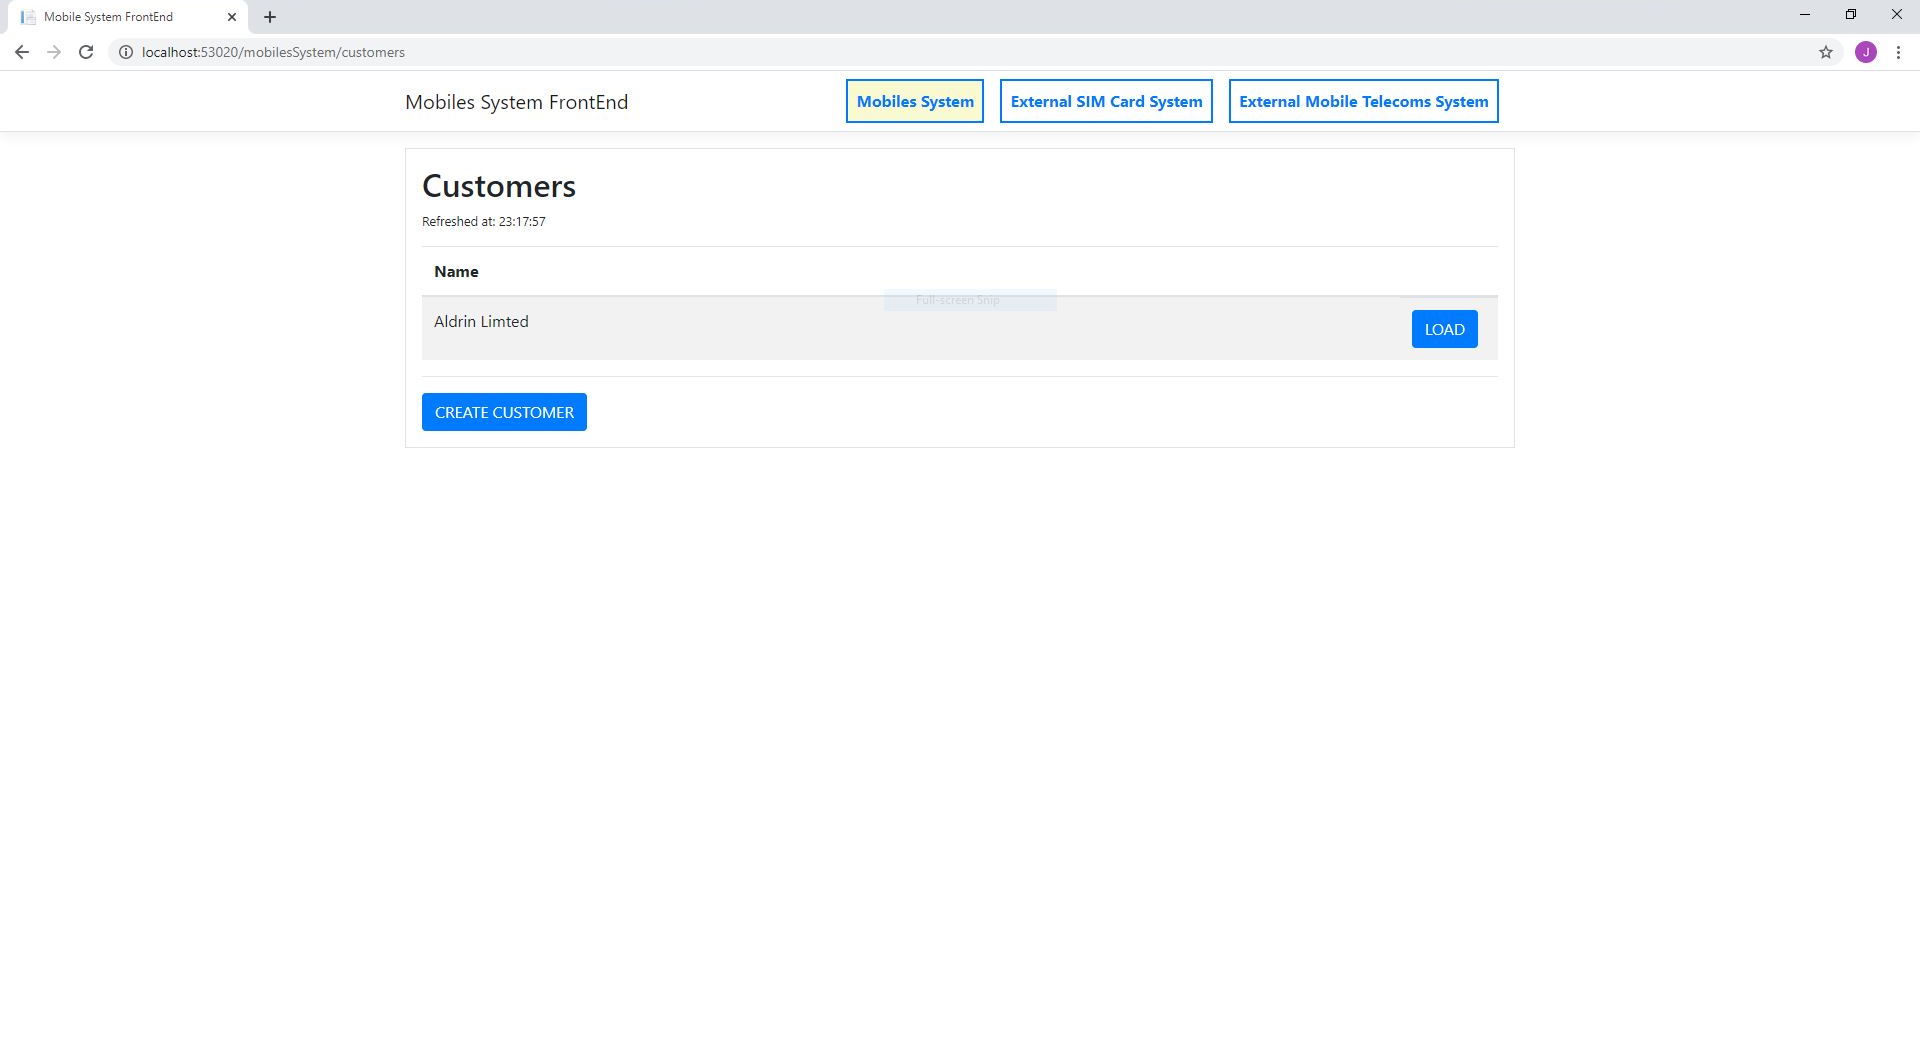 Mobile System FrontEnd
localhost:53020/mobilesSystem/customers
J
Mobiles System FrontEnd
Mobiles System
External SIM Card System
External Mobile Telecoms System
Customers
Refreshed at: 23:17:57
Name
Full-screen Snip
Aldrin Limted
LOAD
CREATE CUSTOMER